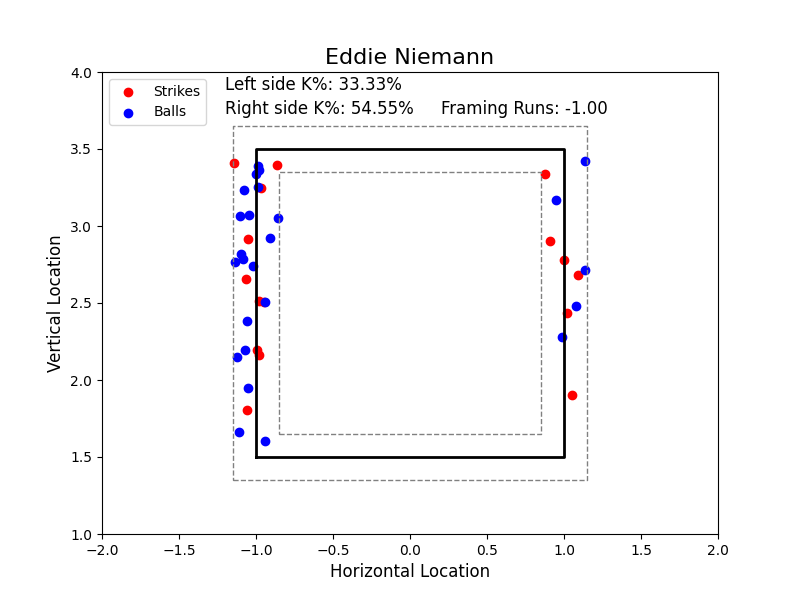 Eddie Niemann
Strikes
Balls
Left side K%: 33.33%
Right side K%: 54.55%
Framing Runs: -1.00
4.0
3.5
3.0
2.5
2.0
1.5
1.0
Vertical Location
−2.0 −1.5 −1.0 −0.5 0.0 0.5 1.0 1.5 2.0
Horizontal Location